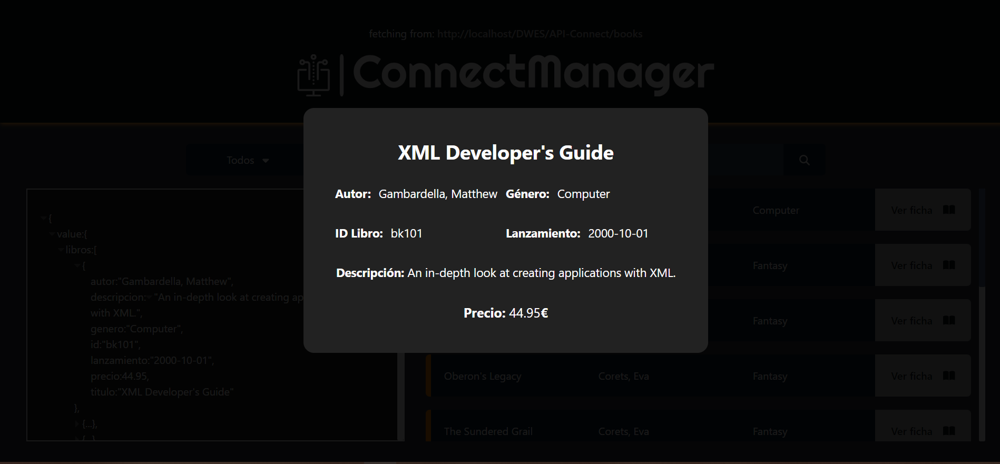 fetching from: http://localhost/DWES/API-Connect/books
ConnectManager
Todos
XML Developer's Guide
Autor: Gambardella, Matthew Género: Computer
ID Libro: bk101 Lanzamiento: 2000-10-01
Descripción: An in-depth look at creating applications with XML.
Precio: 44.95€
{
value:{
libros:[
{
autor:"Gambardella, Matthew",
descripcion: "An in-depth look at creating ap
with XML.",
genero:"Computer",
id:"bk101",
lanzamiento:"2000-10-01",
precio:44.95,
titulo:"XML Developer's Guide"
},
{...},
{...}
Computer Ver ficha
Fantasy Ver ficha
Fantasy Ver ficha
Oberon's Legacy Corets, Eva Fantasy Ver ficha
The Sundered Grail Corets, Eva Fantasy Ver ficha